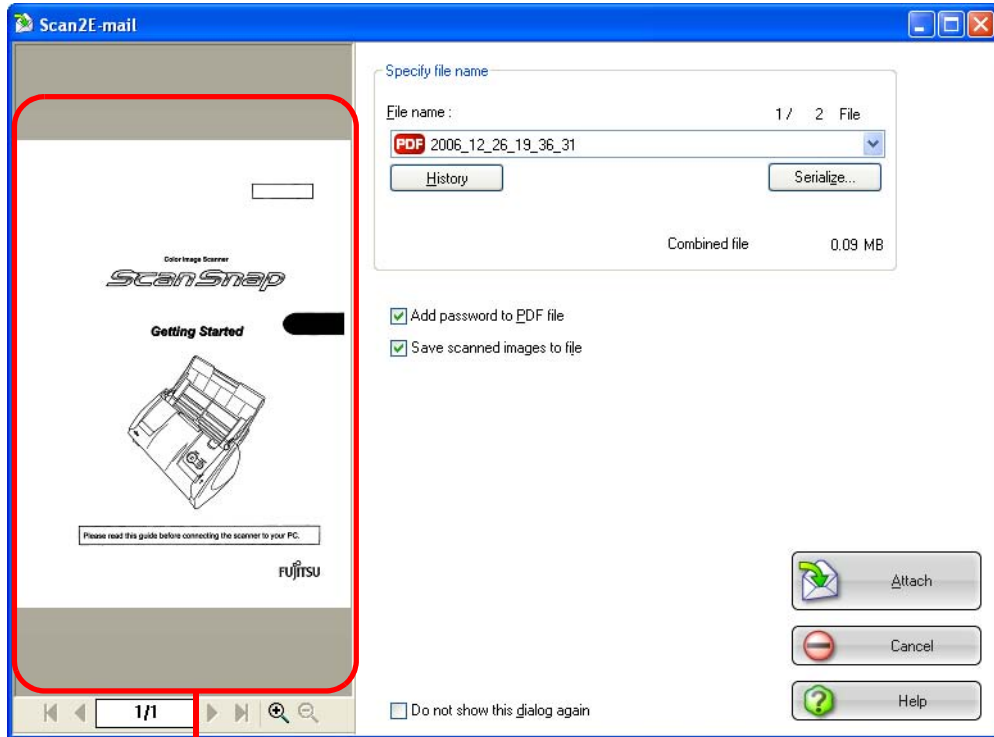 Scan2E-mail
Color Image Scanner
ScanSnap
Getting Started
Please read this guide before connecting the scanner to your PC.
FUJITSU
1/1
Specify file name
File name :
1 / 2 File
PDF 2006_12_26_19_36_31
History
Serialize...
Combined file 0.09 MB
Add password to PDF file
Save scanned images to file
Attach
Cancel
Help
Do not show this dialog again